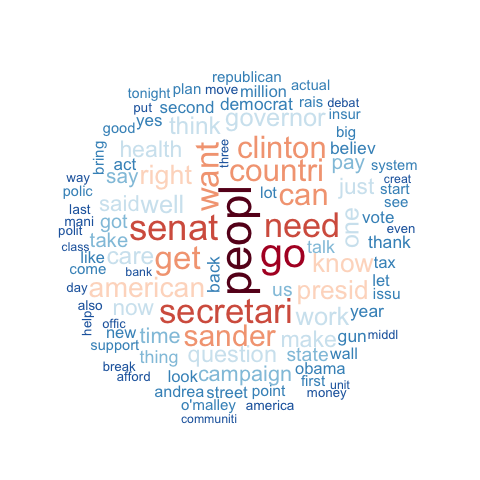 republican
tonight plan move million actual
put yes second democrat rais debat
good think governor insur
bring health want three clinton big
way act say right countri believ
polic pay system
last said well peopl lot can just creat
mani got senat need one start
polit take go talk vote see
class like care get back know thank even
come bank us presid tax
day american secretari let
also now work issu
help offic new time sander make year
support question state gun middl
break thing campaign wall
afford look obama
andrea street point first unit
o'malley america money
communiti